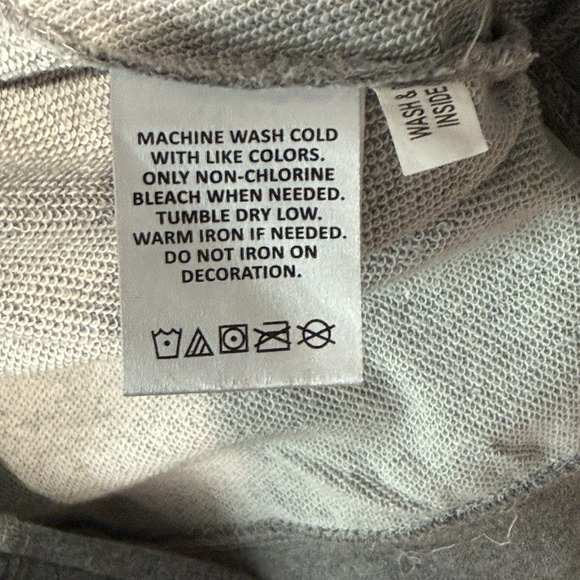 MACHINE WASH COLD
WITH LIKE COLORS.
ONLY NON-CHLORINE
BLEACH WHEN NEEDED.
TUMBLE DRY LOW.
WARM IRON IF NEEDED.
DO NOT IRON ON
DECORATION.
WASH &
INSIDE